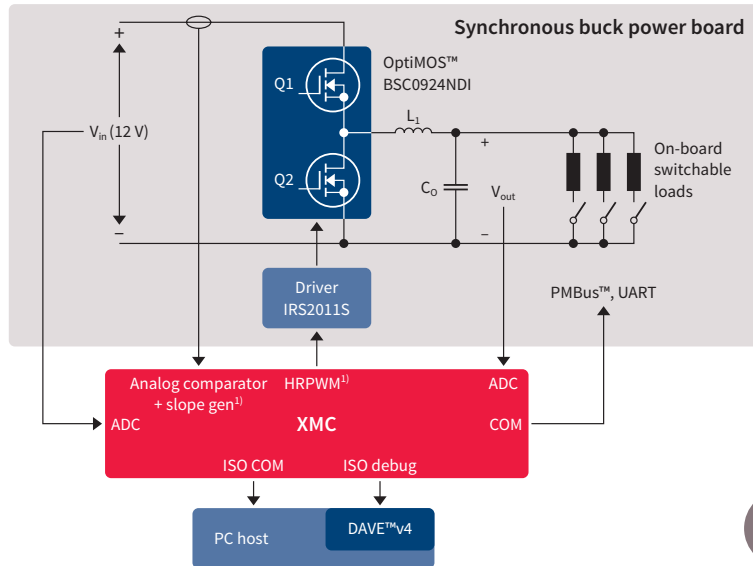 Synchronous buck power board
+
OptiMOS™
BSC0924NDI
Q1
L1
Vin (12 V)
+
On-board
switchable
loads
Q2
CO
Vout
–
–
Driver
IRS2011S
PMBus™, UART
Analog comparator
+ slope gen1)
HRPWM1)
ADC
ADC
XMC
COM
ISO COM
ISO debug
PC host
DAVE™v4